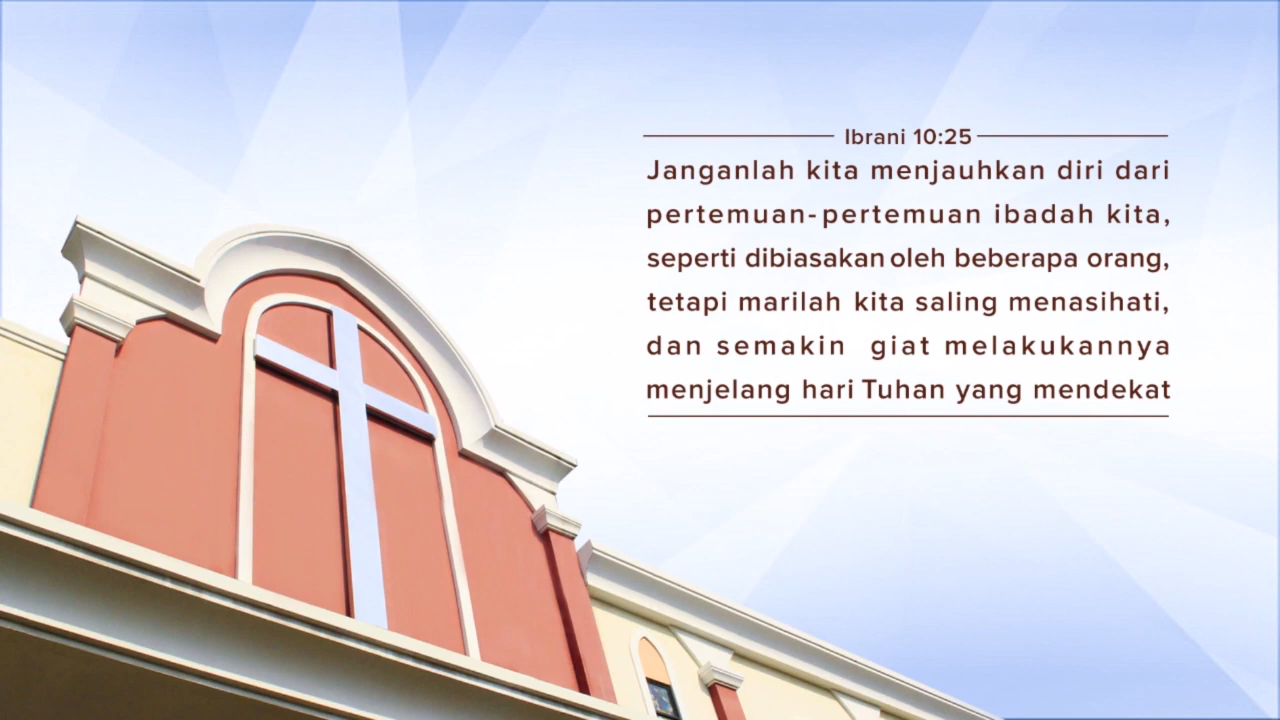 Ibrani 10:25
Janganlah kita menjauhkan diri dari
pertemuan-pertemuan ibadah kita,
seperti dibiasakan oleh beberapa orang,
tetapi marilah kita saling menasihati,
dan semakin giat melakukannya
menjelang hari Tuhan yang mendekat